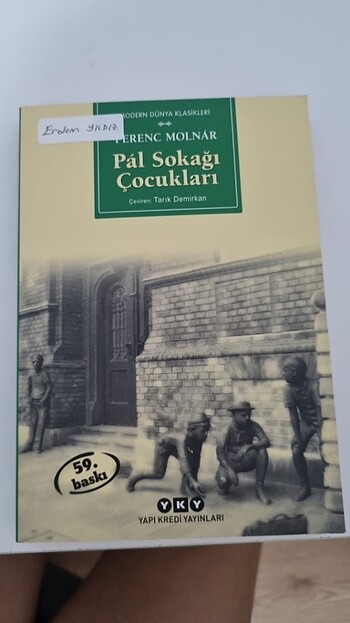 MODERN DÜNYA KLASİKLERİ
Erdem YILDIZ
FERENC MOLNÁR
Pál Sokağı
Çocukları
Çeviren: Tarık Demirkan
59.
baskı
YKY
YAPI KREDİ YAYINLARI